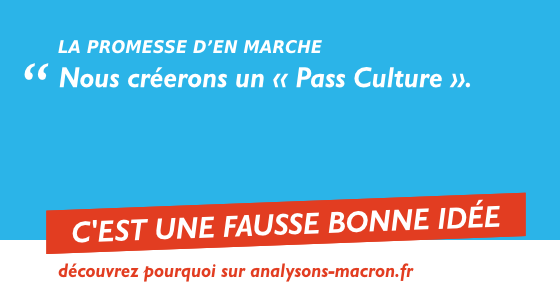 LA PROMESSE D’EN MARCHE
“ Nous créerons un « Pass Culture ».
C'EST UNE FAUSSE BONNE IDÉE
découvrez pourquoi sur analysons-macron.fr